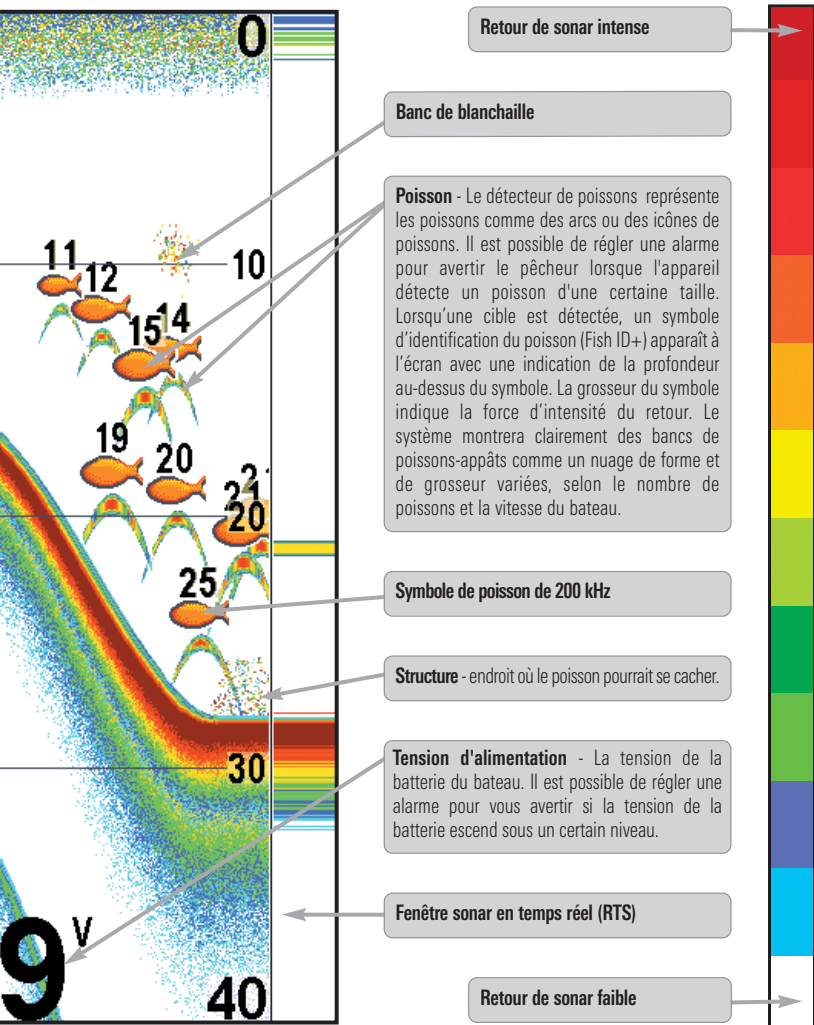 0
Retour de sonar intense
Banc de blanchaille
Poisson - Le détecteur de poissons représente
les poissons comme des arcs ou des icônes de
poissons. Il est possible de régler une alarme
pour avertir le pêcheur lorsque l'appareil
détecte un poisson d'une certaine taille.
Lorsqu'une cible est détectée, un symbole
d'identification du poisson (Fish ID+) apparaît à
l'écran avec une indication de la profondeur
au-dessus du symbole. La grosseur du symbole
indique la force d'intensité du retour. Le
système montrera clairement des bancs de
poissons-appâts comme un nuage de forme et
de grosseur variées, selon le nombre de
poissons et la vitesse du bateau.
11
10
12
15
14
19
20
21
20
25
Symbole de poisson de 200 kHz
Structure - endroit où le poisson pourrait se cacher.
Tension d'alimentation - La tension de la
batterie du bateau. Il est possible de régler une
alarme pour vous avertir si la tension de la
batterie escend sous un certain niveau.
30
Fenêtre sonar en temps réel (RTS)
9 V
40
Retour de sonar faible